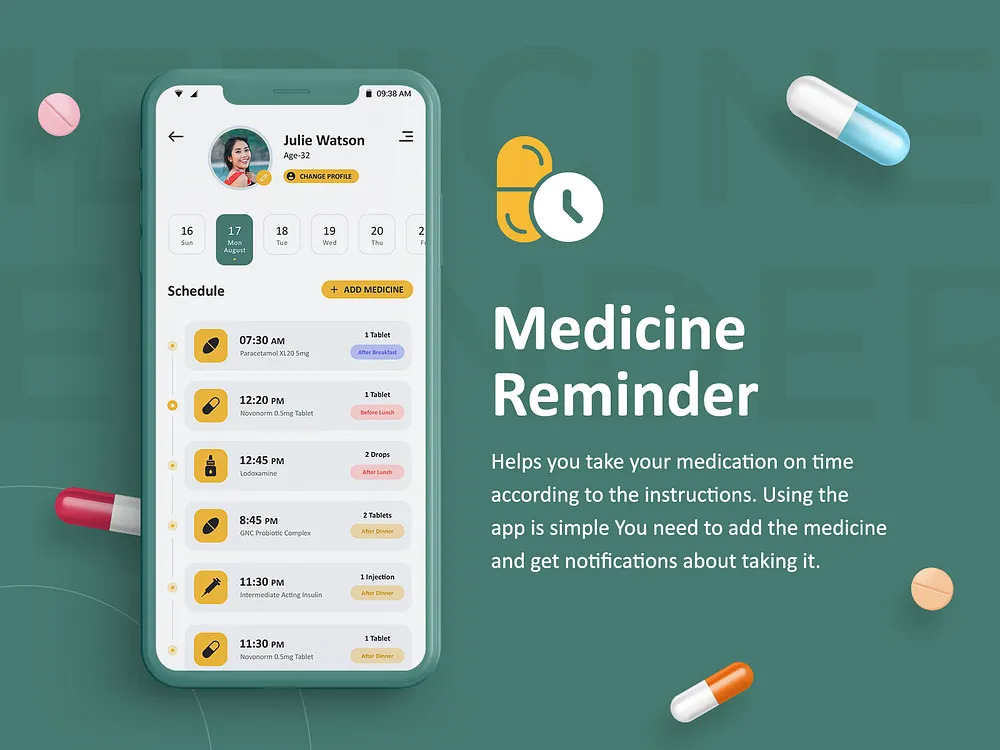 MEDICINE
REMINDER
09:38 AM
Julie Watson
Age-32
CHANGE PROFILE
16
Sun
17
Mon
August
18
Tue
19
Wed
20
Thu
Schedule
+ ADD MEDICINE
07:30 AM
Paracetamol XL20 5mg
1 Tablet
After Breakfast
12:20 PM
Novonorm 0.5mg Tablet
1 Tablet
Before Lunch
12:45 PM
Lodoxamine
2 Drops
After Lunch
8:45 PM
GNC Probiotic Complex
2 Tablets
After Dinner
11:30 PM
Intermediate Acting Insulin
1 Injection
After Dinner
11:30 PM
Novonorm 0.5mg Tablet
1 Tablet
After Dinner
Medicine
Reminder
Helps you take your medication on time
according to the instructions. Using the
app is simple You need to add the medicine
and get notifications about taking it.